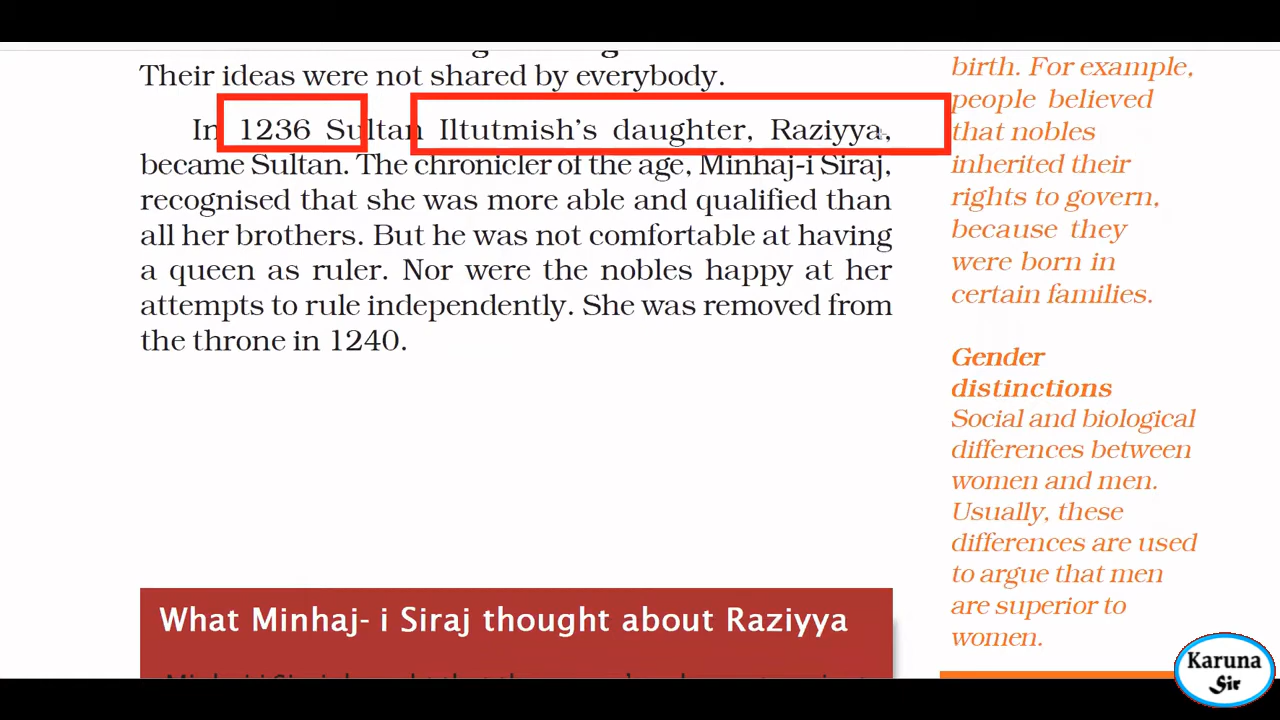 Their ideas were not shared by everybody.
In 1236 Sultan Iltutmish's daughter, Raziyya,
became Sultan. The chronicler of the age, Minhaj-i Siraj,
recognised that she was more able and qualified than
all her brothers. But he was not comfortable at having
a queen as ruler. Nor were the nobles happy at her
attempts to rule independently. She was removed from
the throne in 1240.
What Minhaj- i Siraj thought about Raziyya
birth. For example,
people believed
that nobles
inherited their
rights to govern,
because they
were born in
certain families.
Gender
distinctions
Social and biological
differences between
women and men.
Usually, these
differences are used
to argue that men
are superior to
women.
Karuna
Sir